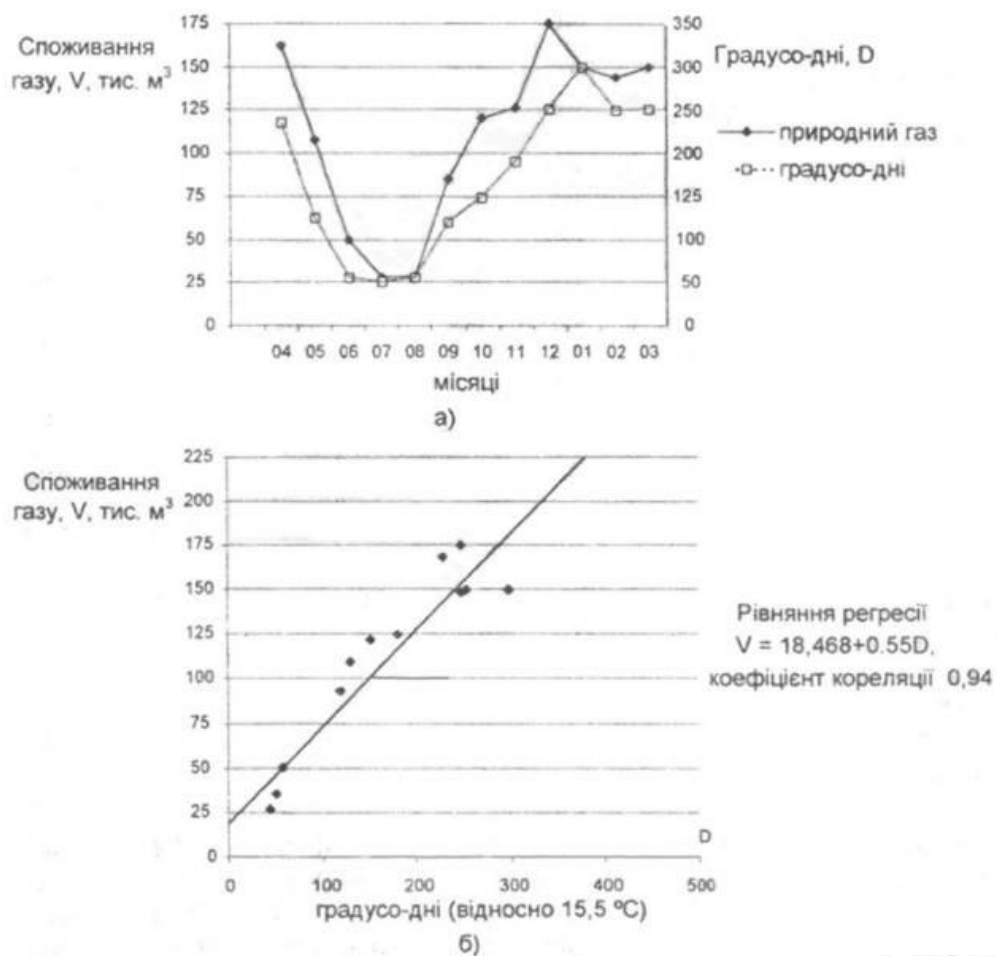 Споживання
газу, V, тис. м³
175
150
125
100
75
50
25
0
350
300
250
200
125
100
50
0
Градусо-дні, D
природний газ
градусо-дні
04 05 06 07 08 09 10 11 12 01 02 03
місяці
а)
Споживання
газу, V, тис. м³
225
200
175
150
125
100
75
50
25
0
D
0 100 200 300 400 500
градусо-дні (відносно 15,5 ºC)
б)
Рівняння регресії
V = 18,468+0.55D,
коефіцієнт кореляції 0,94